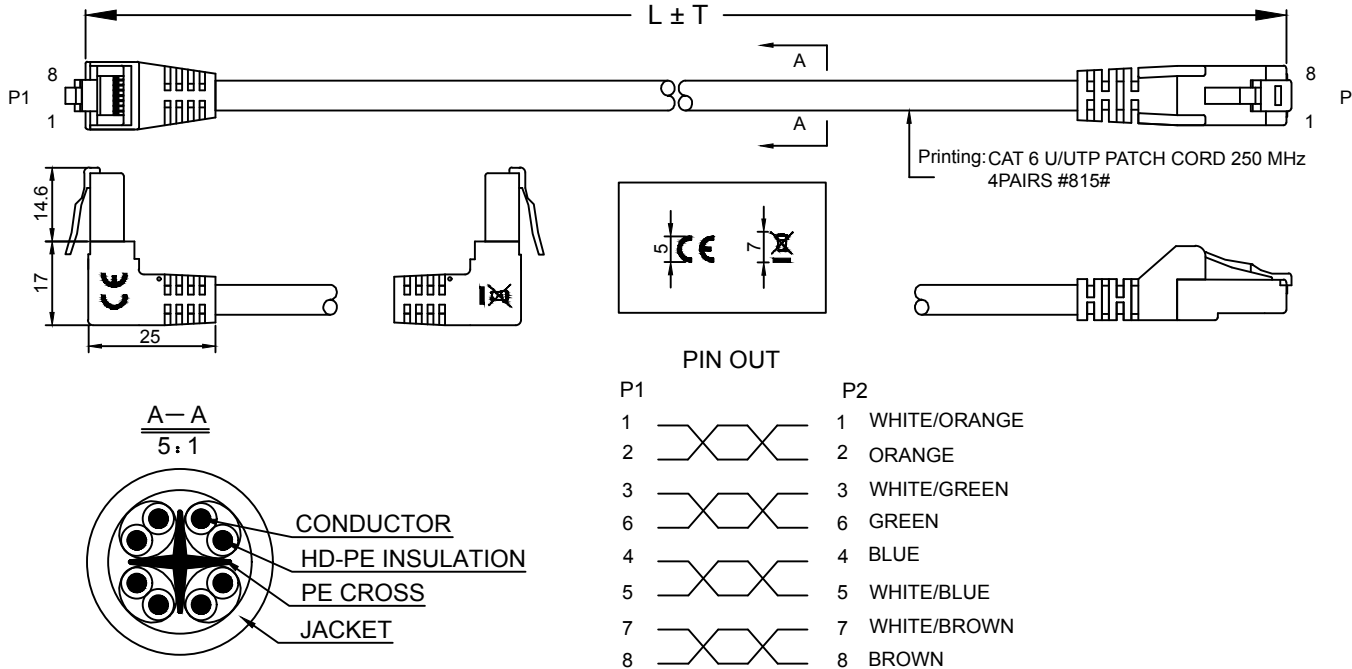 L ± T
8
P1
1
A
A
8
P
1
Printing: CAT 6 U/UTP PATCH CORD 250 MHz
4PAIRS #815#
14.6
17
25
CE
5
CE
7
PIN OUT
P1 P2
1 1 WHITE/ORANGE
2 2 ORANGE
3 3 WHITE/GREEN
6 6 GREEN
4 4 BLUE
5 5 WHITE/BLUE
7 7 WHITE/BROWN
8 8 BROWN
A— A
5:1
CONDUCTOR
HD-PE INSULATION
PE CROSS
JACKET